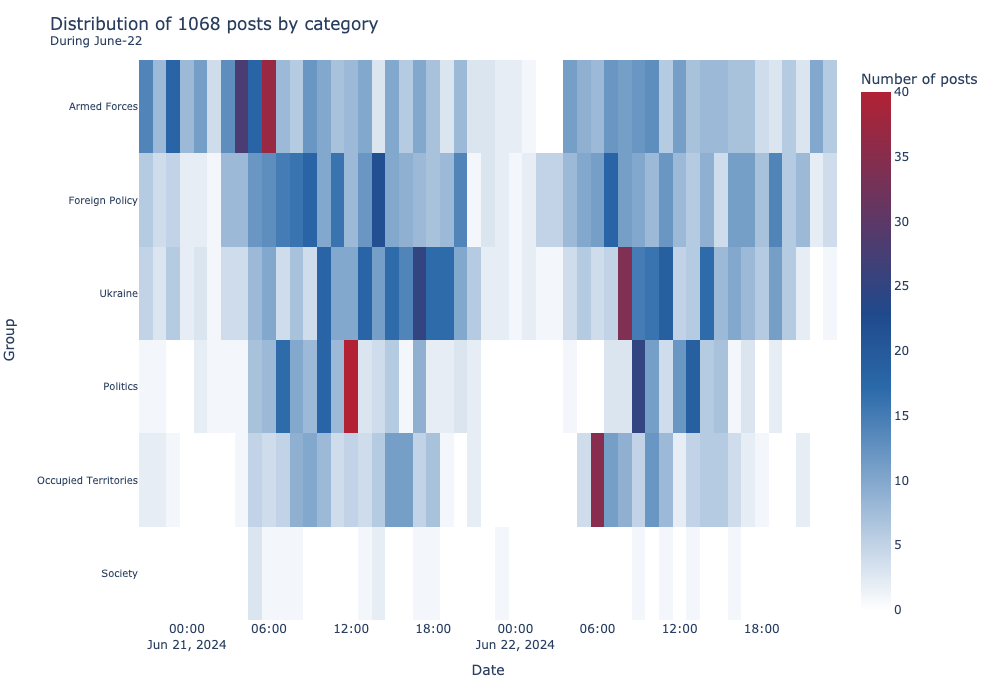 Distribution of 1068 posts by category
During June-22
Number of posts
40
35
30
25
20
15
10
5
0
Group
Armed Forces
Foreign Policy
Ukraine
Politics
Occupied Territories
Society
00:00 06:00 12:00 18:00 00:00 06:00 12:00 18:00
Jun 21, 2024 Jun 22, 2024
Date